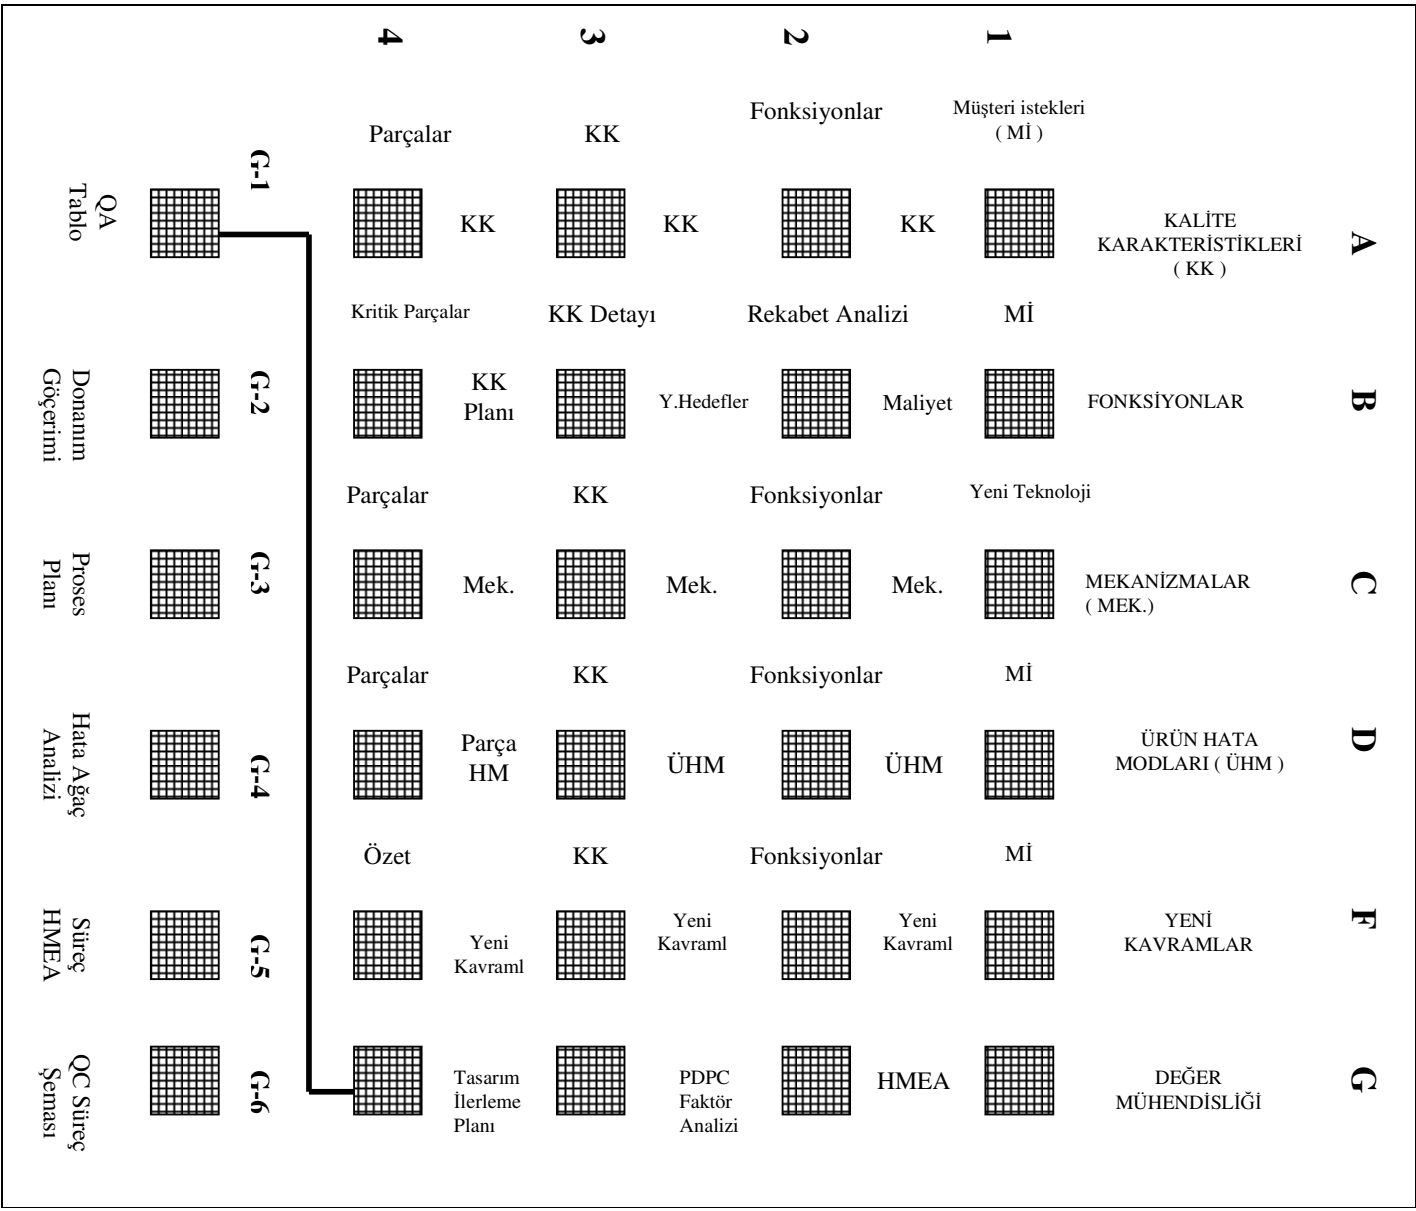 4 3 2 1
Parçalar KK Fonksiyonlar Müşteri istekleri
( Mİ )
G-1
QA
Tablo
KK KK KK KALİTE
KARAKTERİSTİKLERİ
( KK )
A
Kritik Parçalar KK Detayı Rekabet Analizi Mİ
Donanım
Göçerimi
G-2
KK
Planı
Y.Hedefler Maliyet FONKSİYONLAR
B
Parçalar KK Fonksiyonlar Yeni Teknoloji
Proses
Planı
G-3
Mek. Mek. Mek. MEKANİZMALAR
( MEK.)
C
Parçalar KK Fonksiyonlar Mİ
Hata Ağaç
Analizi
G-4
Parça
HM
ÜHM ÜHM ÜRÜN HATA
MODLARI ( ÜHM )
D
Özet KK Fonksiyonlar Mİ
Süreç
HMEA
G-5
Yeni
Kavraml
Yeni
Kavraml
Yeni
Kavraml
YENİ
KAVRAMLAR
F
QC Süreç
Şeması
G-6
Tasarım
İlerleme
Planı
PDPC
Faktör
Analizi
HMEA
DEĞER
MÜHENDİSLİĞİ
G